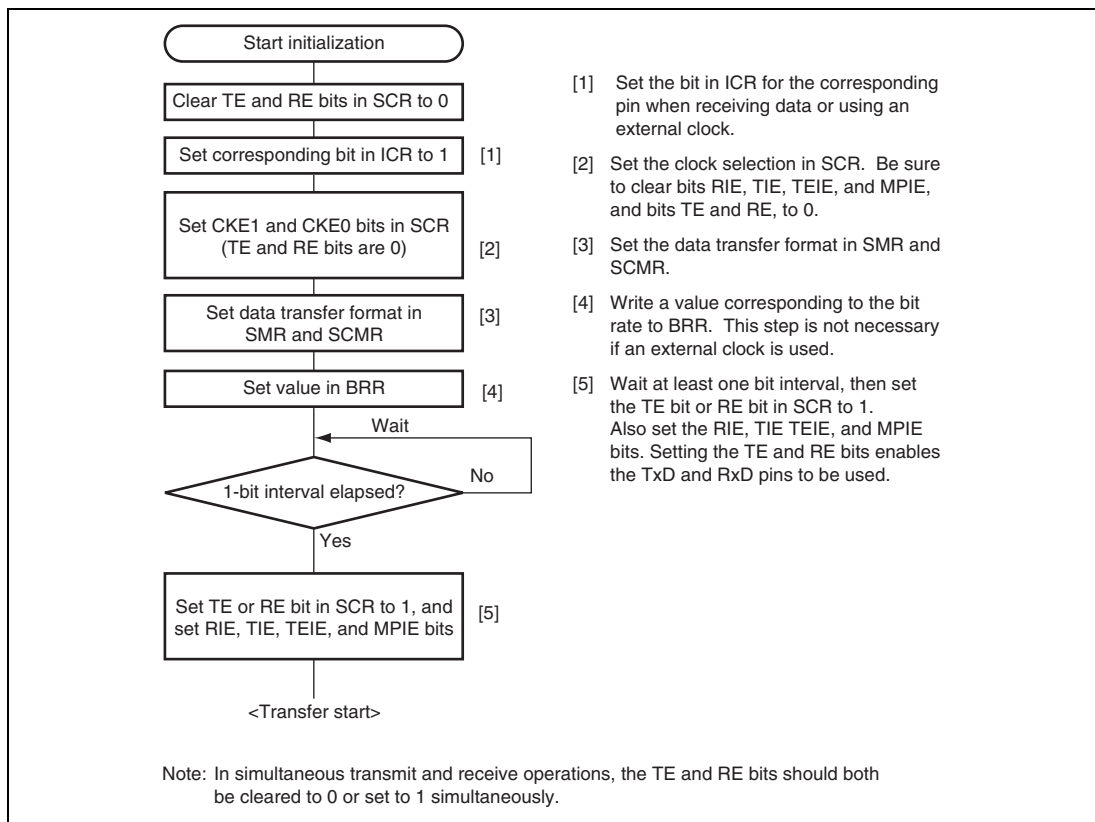 Start initialization
Clear TE and RE bits in SCR to 0
Set corresponding bit in ICR to 1
[1]
Set CKE1 and CKE0 bits in SCR
(TE and RE bits are 0)
[2]
Set data transfer format in
SMR and SCMR
[3]
Set value in BRR
[4]
Wait
No
1-bit interval elapsed?
Yes
Set TE or RE bit in SCR to 1, and
set RIE, TIE, TEIE, and MPIE bits
[5]
<Transfer start>
[1] Set the bit in ICR for the corresponding
pin when receiving data or using an
external clock.
[2] Set the clock selection in SCR. Be sure
to clear bits RIE, TIE, TEIE, and MPIE,
and bits TE and RE, to 0.
[3] Set the data transfer format in SMR and
SCMR.
[4] Write a value corresponding to the bit
rate to BRR. This step is not necessary
if an external clock is used.
[5] Wait at least one bit interval, then set
the TE bit or RE bit in SCR to 1.
Also set the RIE, TIE TEIE, and MPIE
bits. Setting the TE and RE bits enables
the TxD and RxD pins to be used.
Note: In simultaneous transmit and receive operations, the TE and RE bits should both
be cleared to 0 or set to 1 simultaneously.